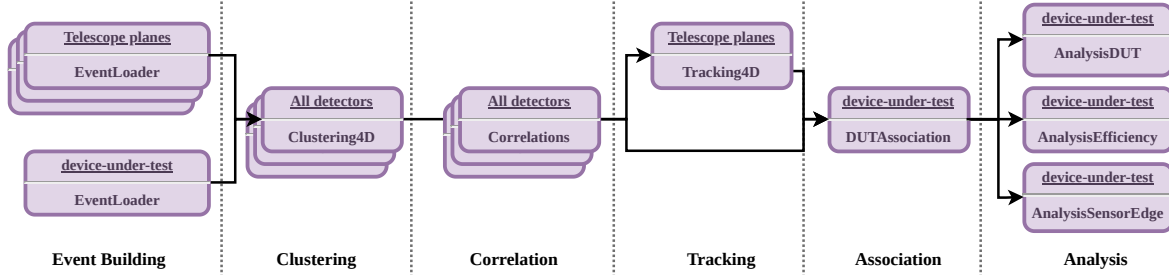 Telescope planes
EventLoader
device-under-test
EventLoader
Event Building
All detectors
Clustering4D
Clustering
All detectors
Correlations
Correlation
Telescope planes
Tracking4D
Tracking
device-under-test
DUTAssociation
Association
device-under-test
AnalysisDUT
device-under-test
AnalysisEfficiency
device-under-test
AnalysisSensorEdge
Analysis